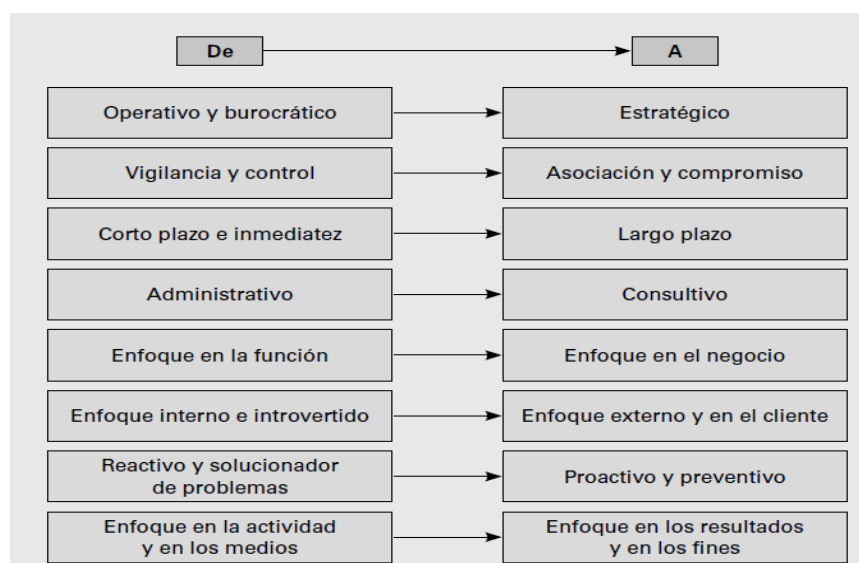 De A
Operativo y burocrático Estratégico
Vigilancia y control Asociación y compromiso
Corto plazo e inmediatez Largo plazo
Administrativo Consultivo
Enfoque en la función Enfoque en el negocio
Enfoque interno e introvertido Enfoque externo y en el cliente
Reactivo y solucionador
de problemas
Proactivo y preventivo
Enfoque en la actividad
y en los medios
Enfoque en los resultados
y en los fines